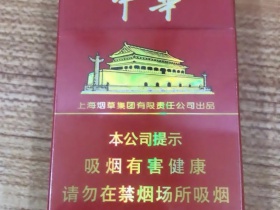 中华
上海烟草集团有限责任公司出品
本公司提示
吸烟有害健康
请勿在禁烟场所吸烟